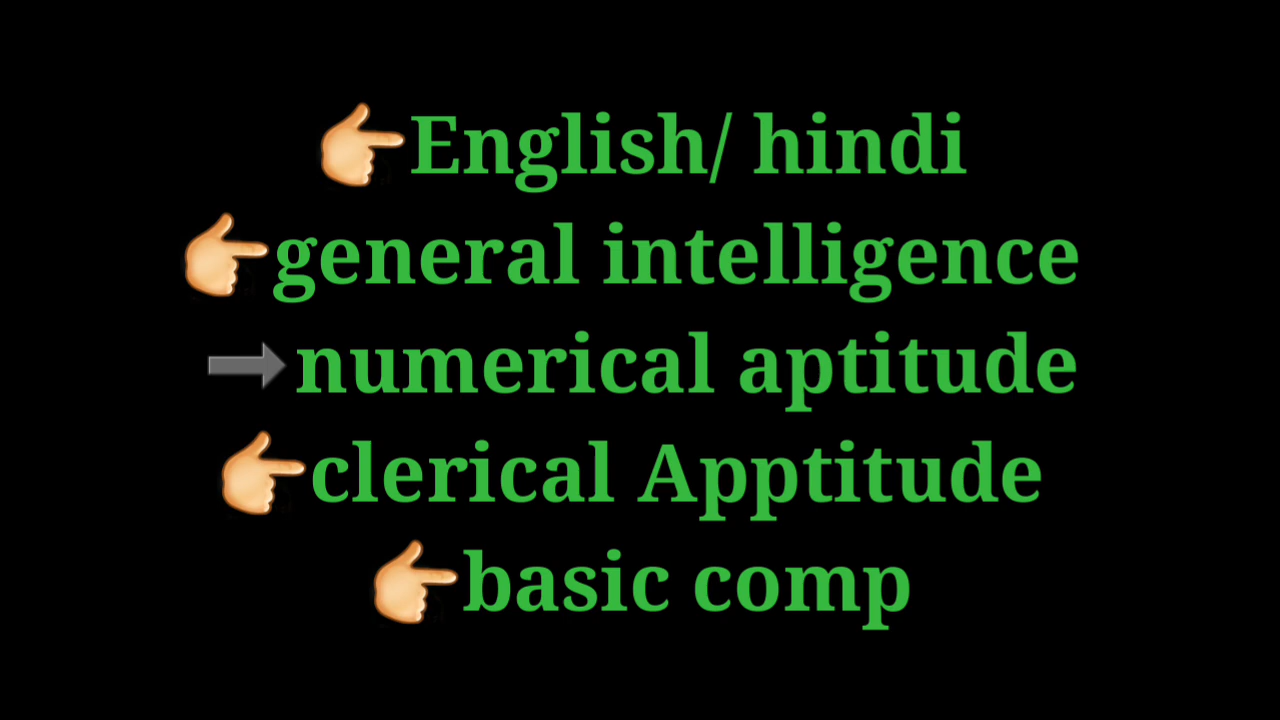 👉English/ hindi
👉general intelligence
➡numerical aptitude
👉clerical Apptitude
👉basic comp